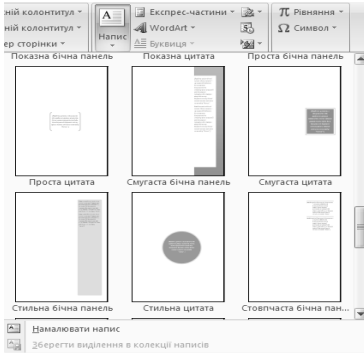 ній колонтитул
Експрес-частини
π Рівняння
ній колонтитул
WordArt
Ω Символ
ер сторінки
Напис
Буквиця
Показна бічна панель Показна цитата Проста бічна панель
Проста цитата Смугаста бічна панель Смугаста цитата
Стильна бічна панель Стильна цитата Стовпчаста бічна пан...
Намалювати напис
Зберегти виділення в колекції написів